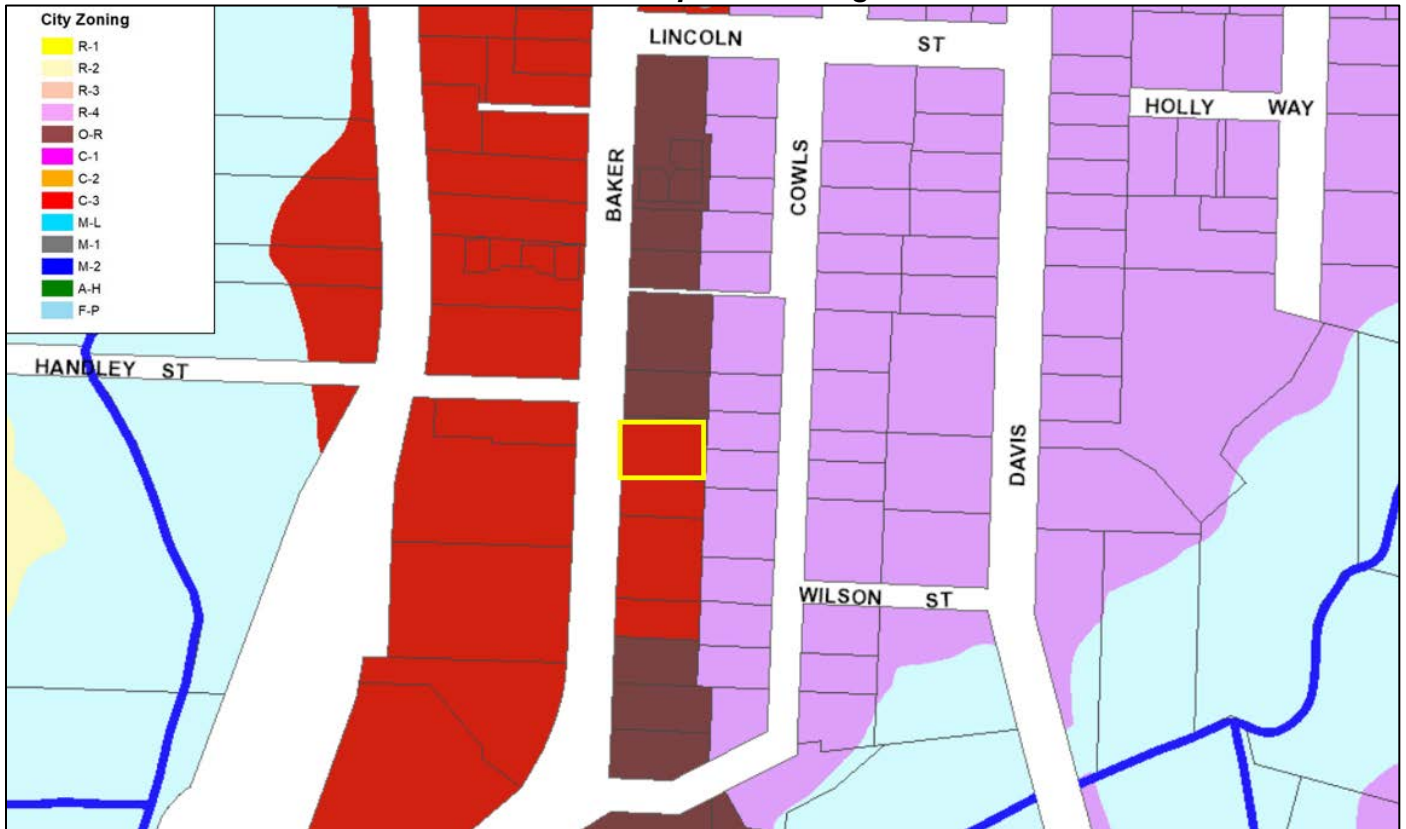 City Zoning
R-1
R-2
R-3
R-4
O-R
C-1
C-2
C-3
M-L
M-1
M-2
A-H
F-P
LINCOLN ST
HOLLY WAY
BAKER
COWLS
HANDLEY ST
DAVIS
WILSON ST